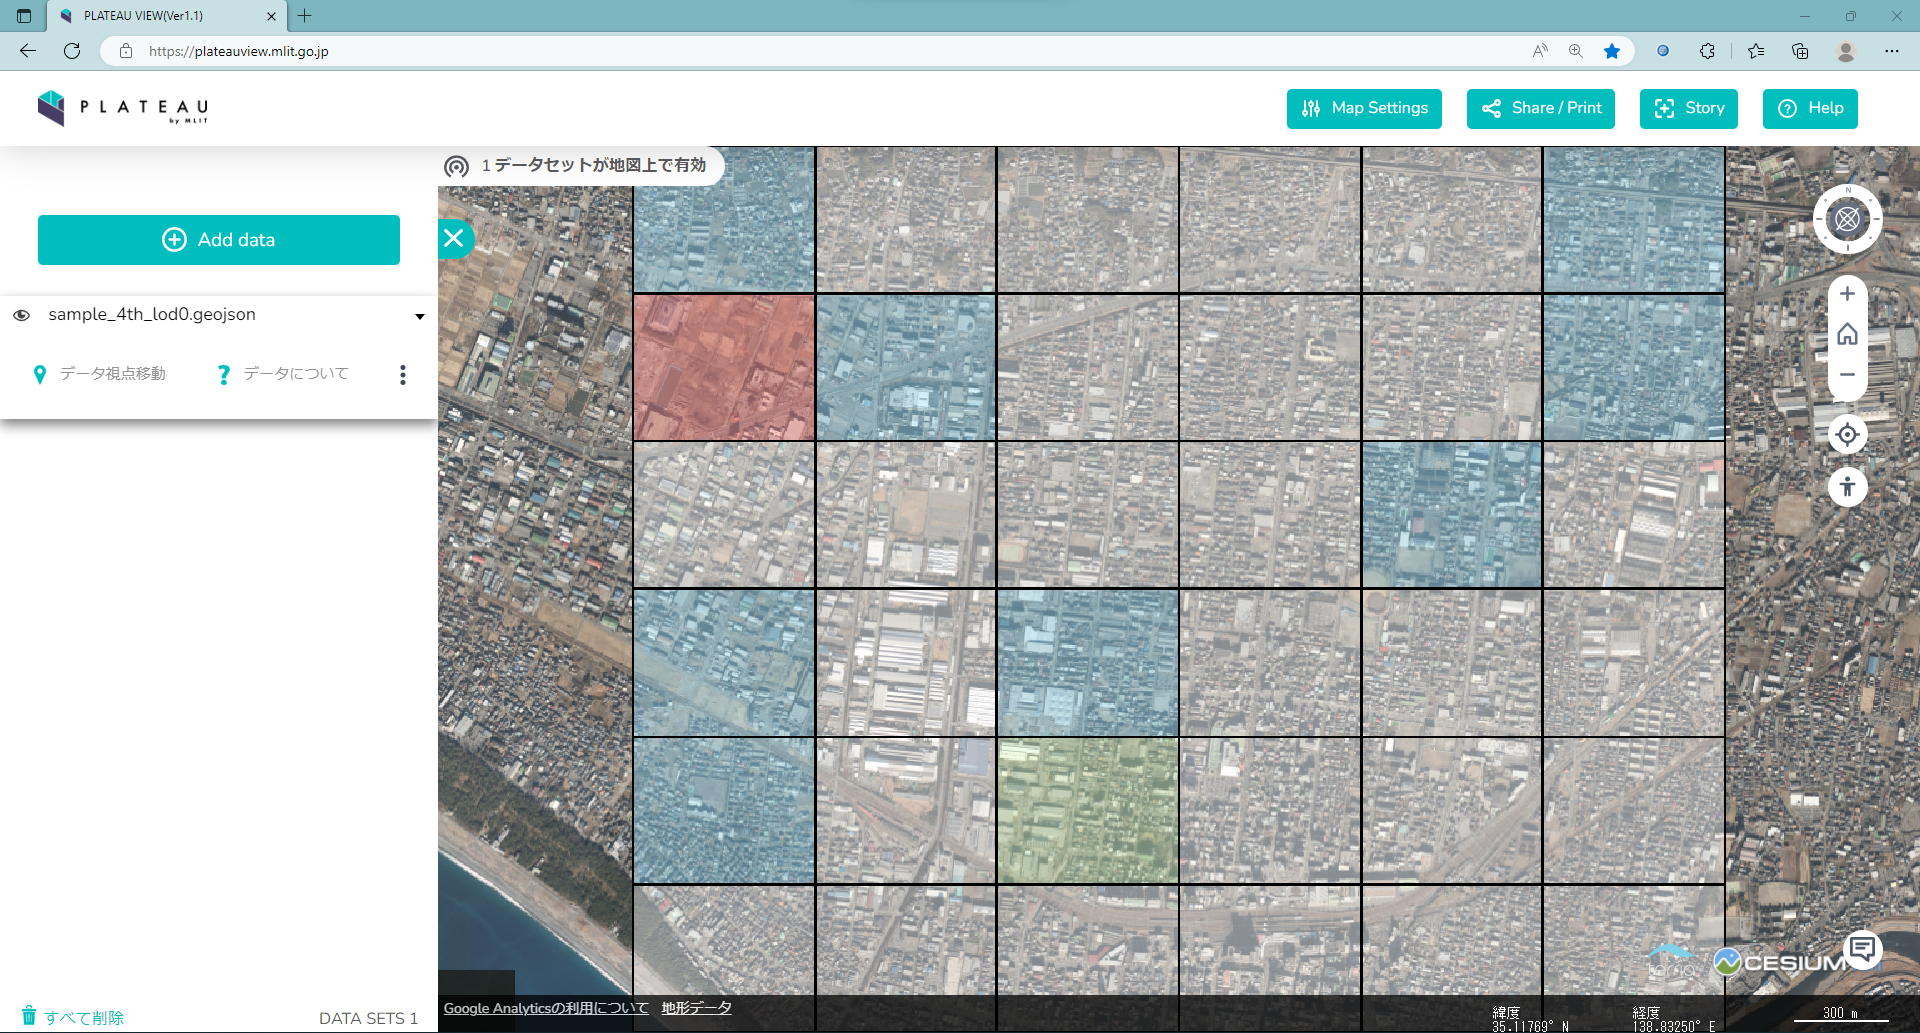 PLATEAU VIEW(Ver1.1)
https://plateauview.mlit.go.jp
PLATEAU
by MLIT
Map Settings
Share / Print
Story
Help
1 データセットが地図上で有効
N
Add data
sample_4th_lod0.geojson
データ視点移動
データについて
CESIUM
Google Analyticsの利用について 地形データ
すべて削除
DATA SETS 1
緯度
35.11769° N
経度
138.83250° E
300 m